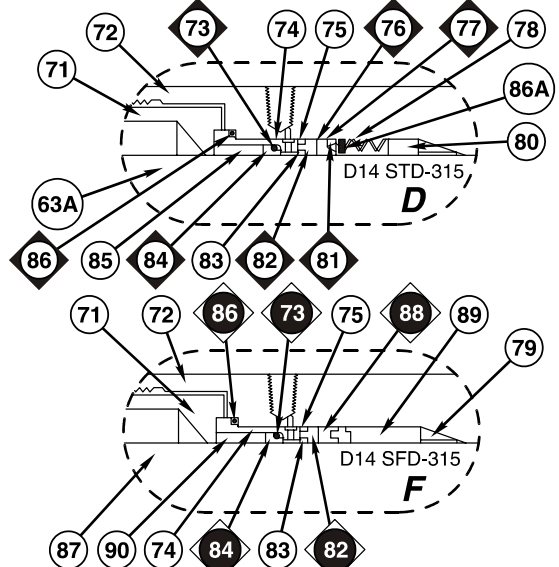 72 73 74 75 76 77 78
71 86A
80
D14 STD-315
63A D
86 85 84 83 82 81
71 72 86 73 75 88 89
79
D14 SFD-315
F
87 90 74 84 83 82